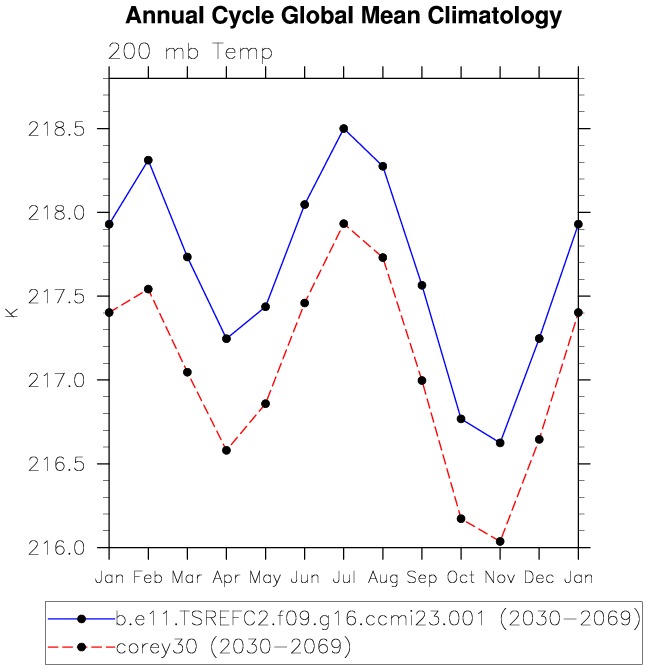 Annual Cycle Global Mean Climatology
200 mb Temp
218.5
218.0
217.5
K
217.0
216.5
216.0
Jan Feb Mar Apr May Jun Jul Aug Sep Oct Nov Dec Jan
b.e11.TSREFC2.f09.g16.ccmi23.001 (2030−2069)
corey30 (2030−2069)